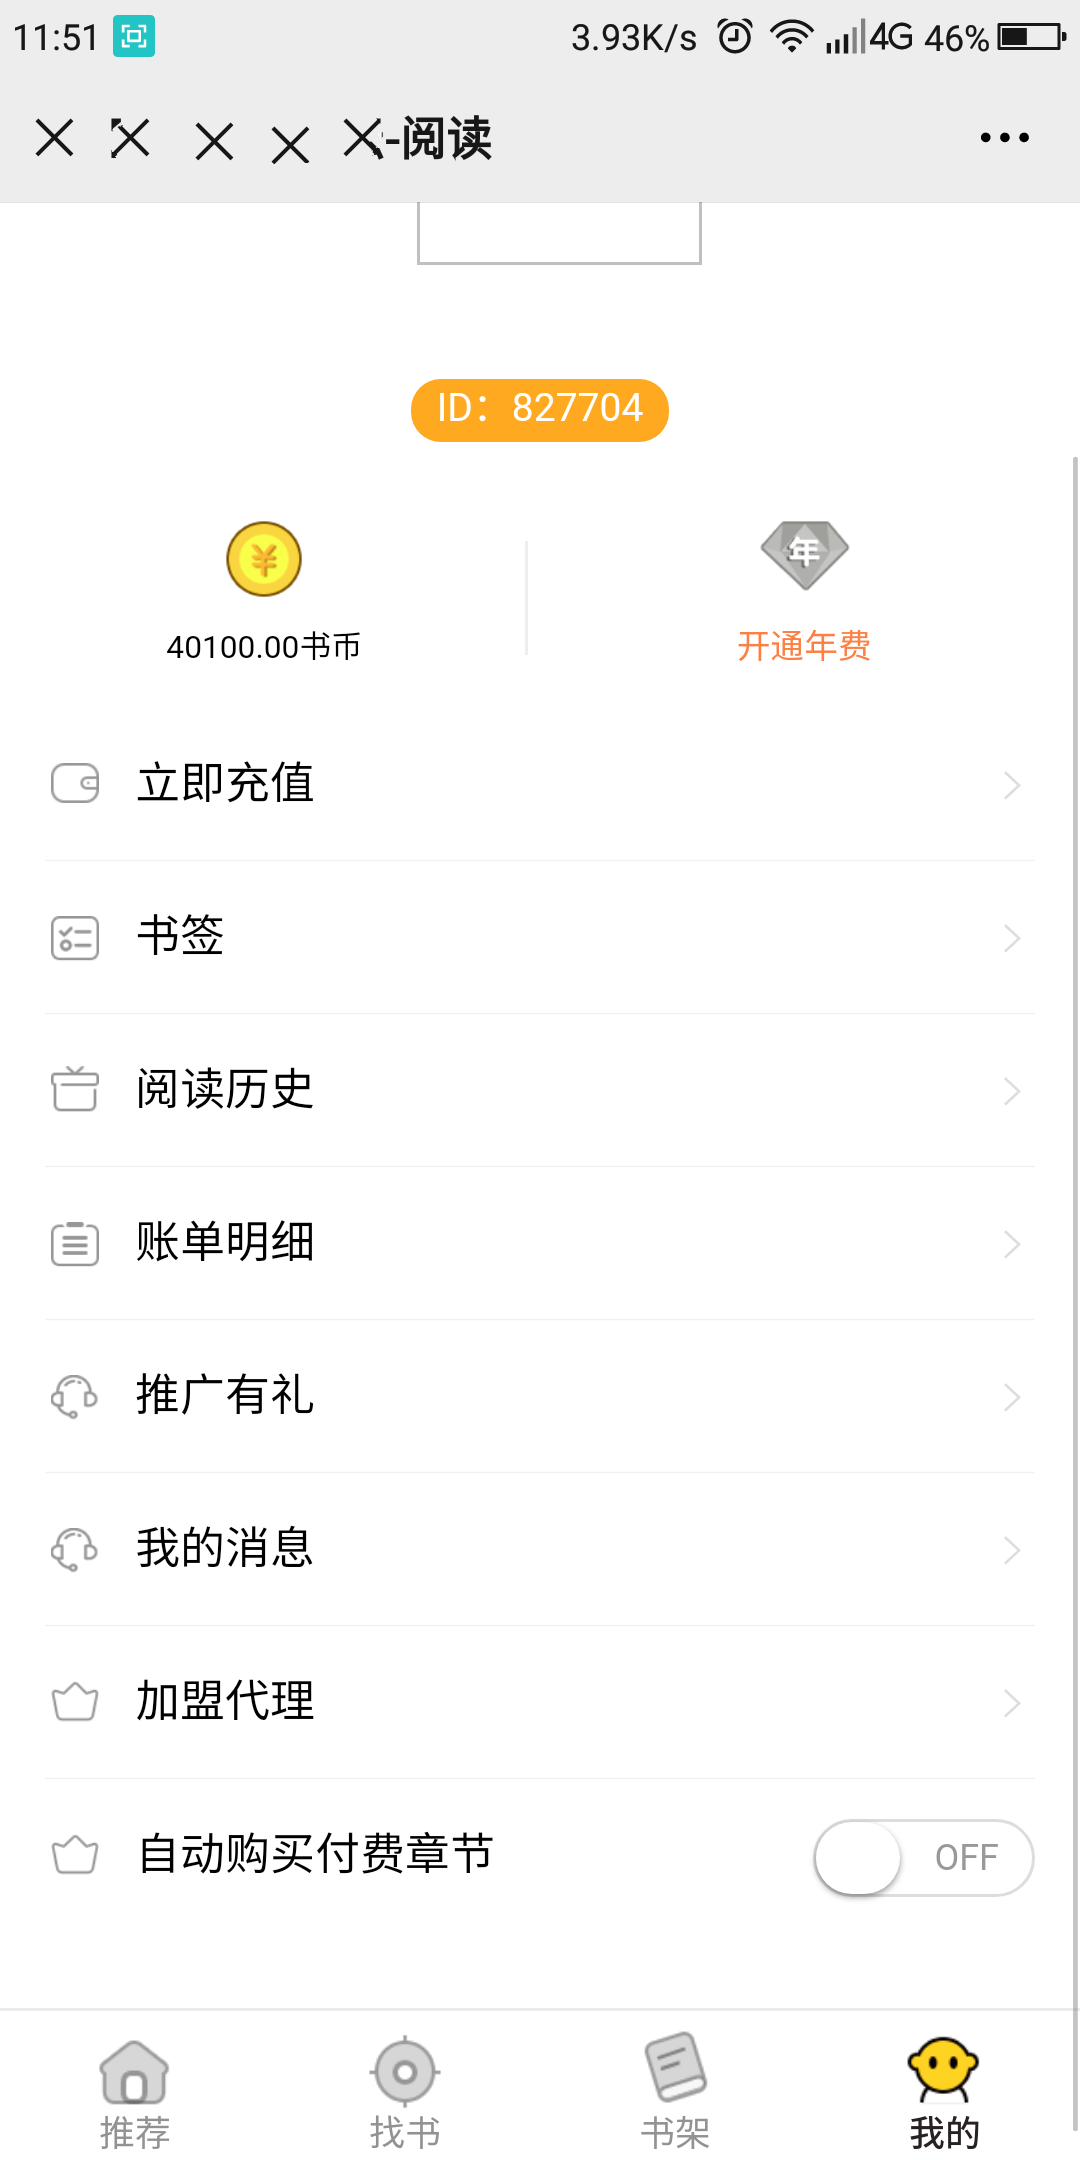 11:51 3.93K/s 4G 46%
-阅读
ID：827704
¥ 年
40100.00书币 开通年费
立即充值
书签
阅读历史
账单明细
推广有礼
我的消息
加盟代理
自动购买付费章节 OFF
推荐 找书 书架 我的